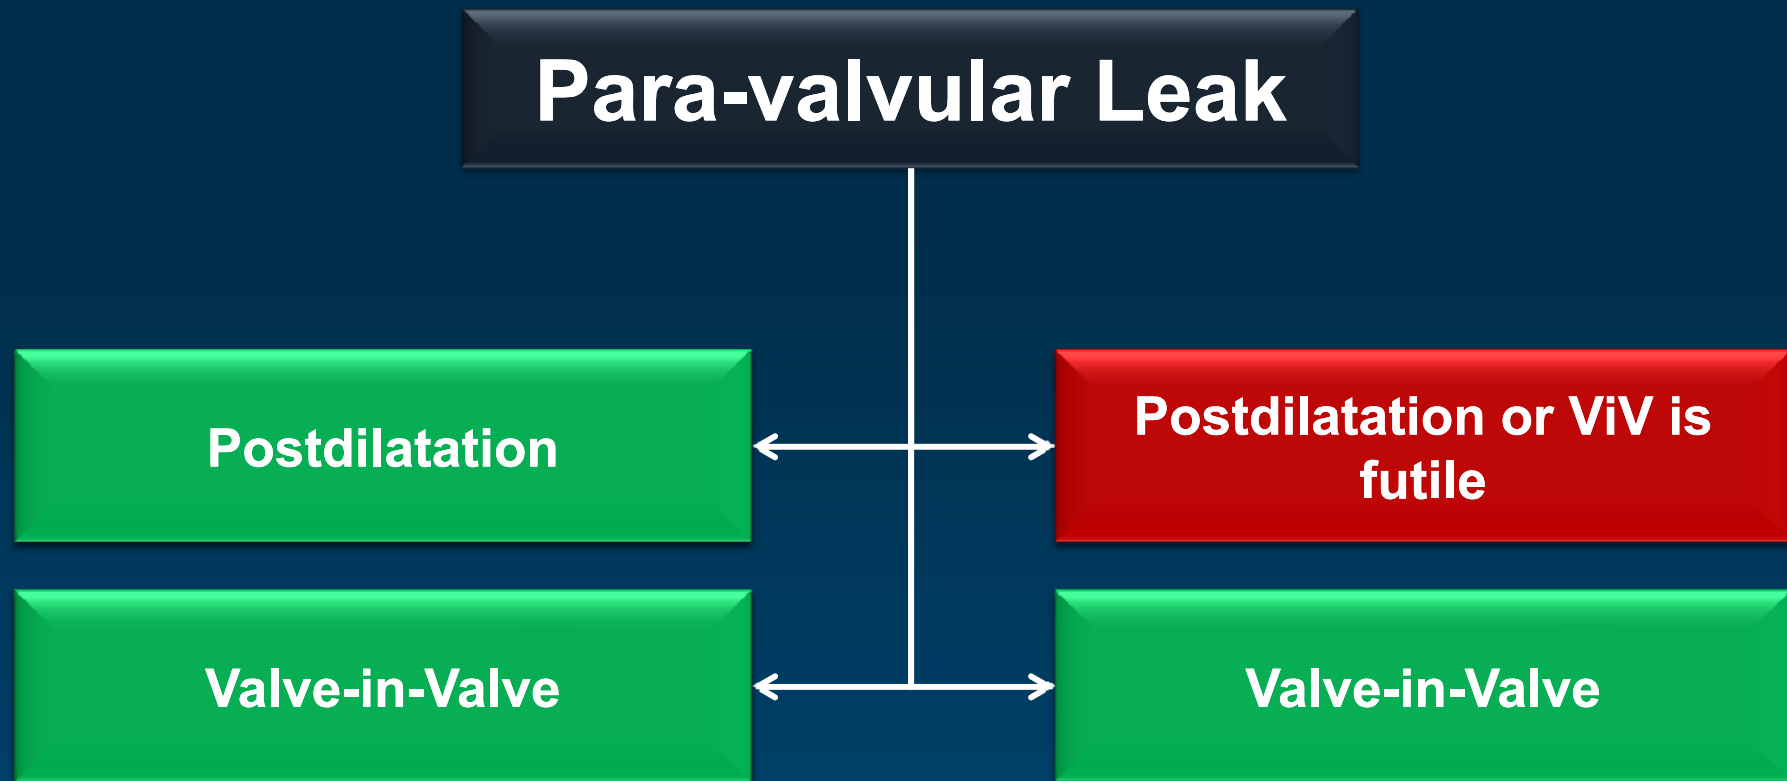 Para-valvular Leak
Postdilatation
Postdilatation or ViV is
futile
Valve-in-Valve
Valve-in-Valve